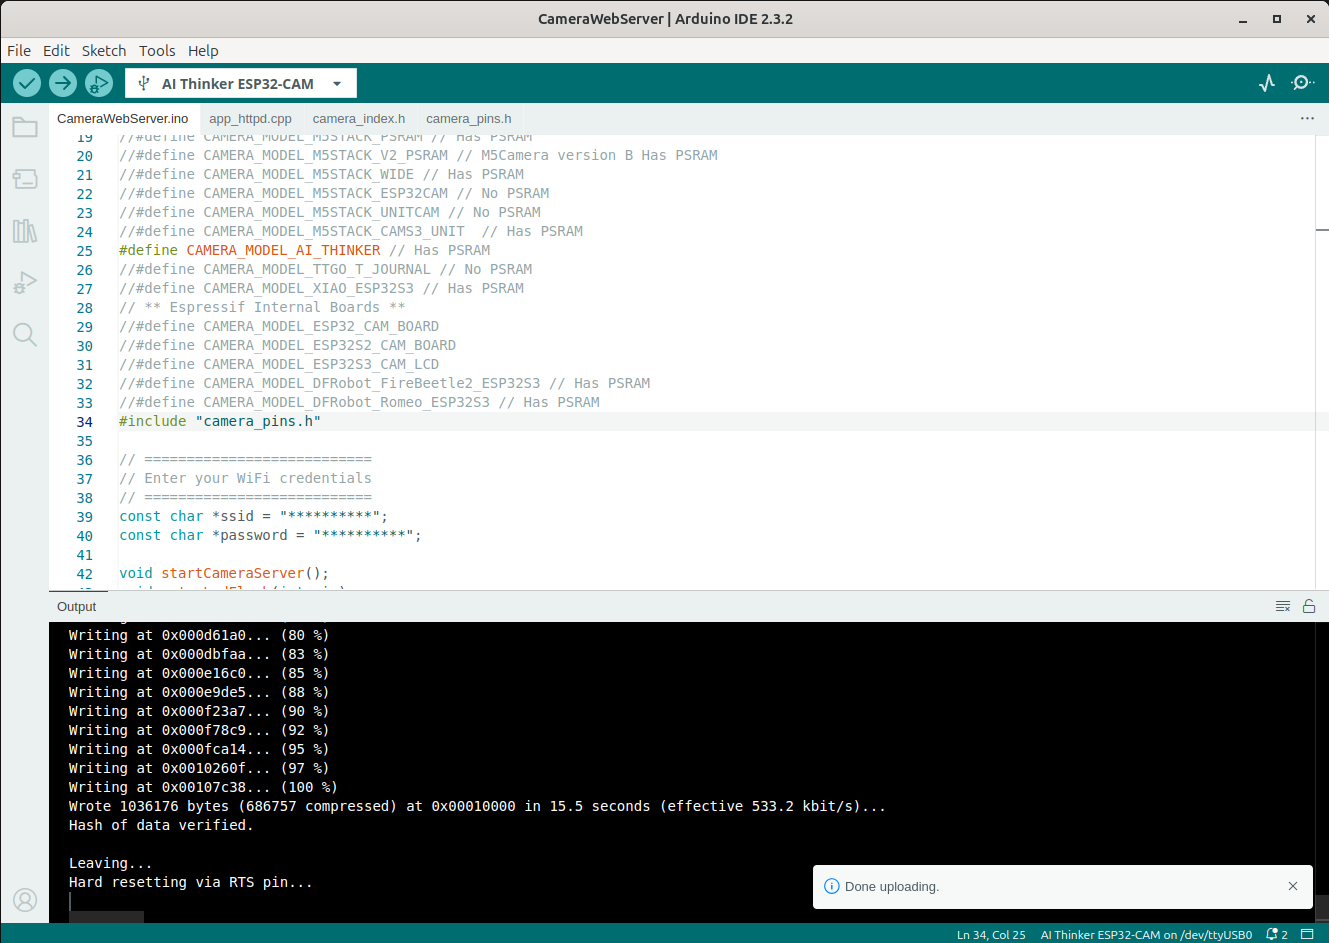 CameraWebServer | Arduino IDE 2.3.2
File Edit Sketch Tools Help
AI Thinker ESP32-CAM
CameraWebServer.ino app_httpd.cpp camera_index.h camera_pins.h
19 //#define CAMERA_MODEL_M5STACK_PSRAM // Has PSRAM
20 //#define CAMERA_MODEL_M5STACK_V2_PSRAM // M5Camera version B Has PSRAM
21 //#define CAMERA_MODEL_M5STACK_WIDE // Has PSRAM
22 //#define CAMERA_MODEL_M5STACK_ESP32CAM // No PSRAM
23 //#define CAMERA_MODEL_M5STACK_UNITCAM // No PSRAM
24 //#define CAMERA_MODEL_M5STACK_CAMS3_UNIT  // Has PSRAM
25 #define CAMERA_MODEL_AI_THINKER // Has PSRAM
26 //#define CAMERA_MODEL_TTGO_T_JOURNAL // No PSRAM
27 //#define CAMERA_MODEL_XIAO_ESP32S3 // Has PSRAM
28 // ** Espressif Internal Boards **
29 //#define CAMERA_MODEL_ESP32_CAM_BOARD
30 //#define CAMERA_MODEL_ESP32S2_CAM_BOARD
31 //#define CAMERA_MODEL_ESP32S3_CAM_LCD
32 //#define CAMERA_MODEL_DFRobot_FireBeetle2_ESP32S3 // Has PSRAM
33 //#define CAMERA_MODEL_DFRobot_Romeo_ESP32S3 // Has PSRAM
34 #include "camera_pins.h"
35
36 // ===========================
37 // Enter your WiFi credentials
38 // ===========================
39 const char *ssid = "**********";
40 const char *password = "**********";
41
42 void startCameraServer();
Output
Writing at 0x000d61a0... (80 %)
Writing at 0x000dbfaa... (83 %)
Writing at 0x000e16c0... (85 %)
Writing at 0x000e9de5... (88 %)
Writing at 0x000f23a7... (90 %)
Writing at 0x000f78c9... (92 %)
Writing at 0x000fca14... (95 %)
Writing at 0x0010260f... (97 %)
Writing at 0x00107c38... (100 %)
Wrote 1036176 bytes (686757 compressed) at 0x00010000 in 15.5 seconds (effective 533.2 kbit/s)...
Hash of data verified.
Leaving...
Hard resetting via RTS pin...
Done uploading.
Ln 34, Col 25 AI Thinker ESP32-CAM on /dev/ttyUSB0 2